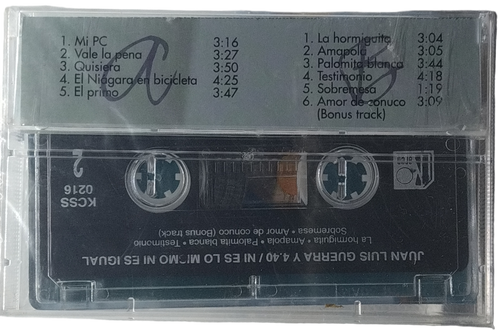 1. Mi PC 3:16
2. Vale la pena 3:27
3. Quisiera 3:50
4. El Niágara en bicicleta 4:25
5. El primo 3:47
A
1. La hormiguita 3:04
2. Amapola 3:05
3. Palomita blanca 3:44
4. Testimonio 4:18
5. Sobremesa 1:19
6. Amor de conuco 3:09
(Bonus track)
B
2
KCSS
0216
JUAN LUIS GUERRA Y 4.40 / NI ES LO MISMO NI ES IGUAL
La hormiguita • Amapola • Palomita blanca • Testimonio
Sobremesa • Amor de conuco (Bonus track)